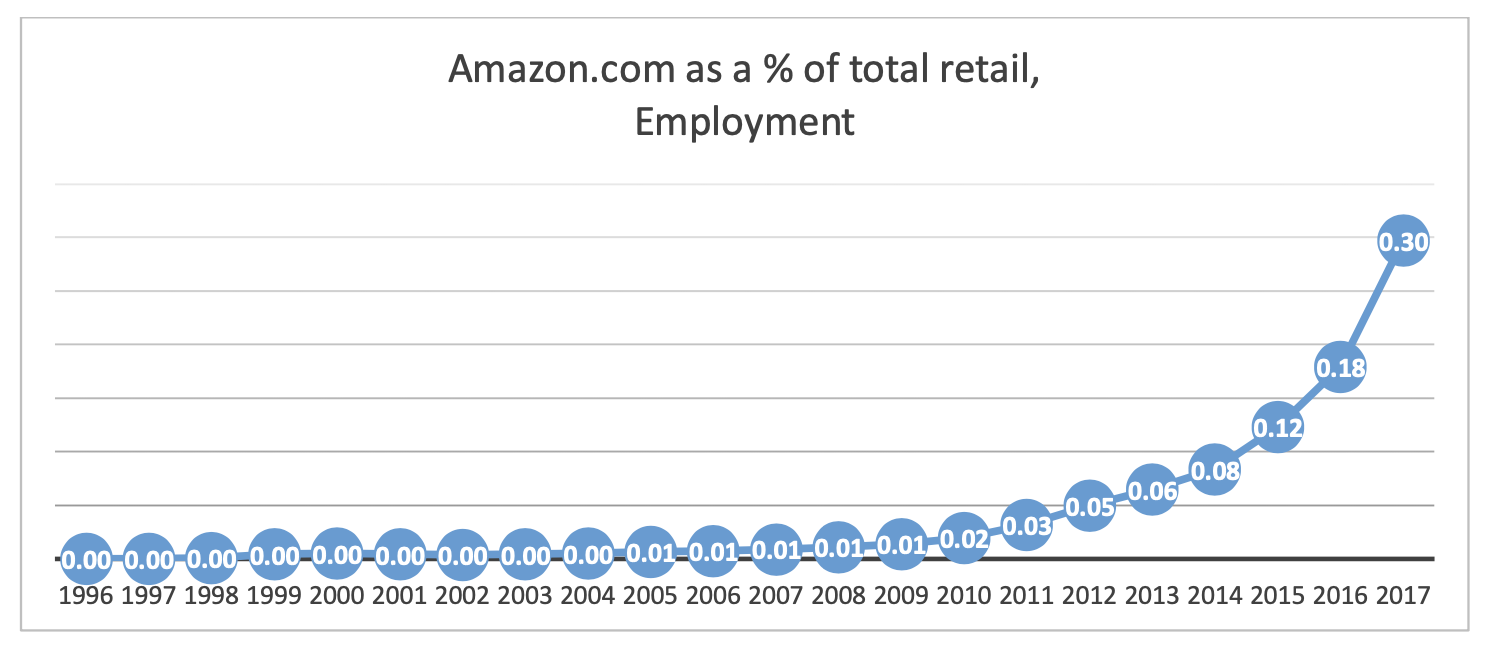 Amazon.com as a % of total retail,
Employment
0.00 0.00 0.00 0.00 0.00 0.00 0.00 0.00 0.00 0.01 0.01 0.01 0.01 0.01 0.02 0.03 0.05 0.06 0.08 0.12 0.18 0.30
1996 1997 1998 1999 2000 2001 2002 2003 2004 2005 2006 2007 2008 2009 2010 2011 2012 2013 2014 2015 2016 2017